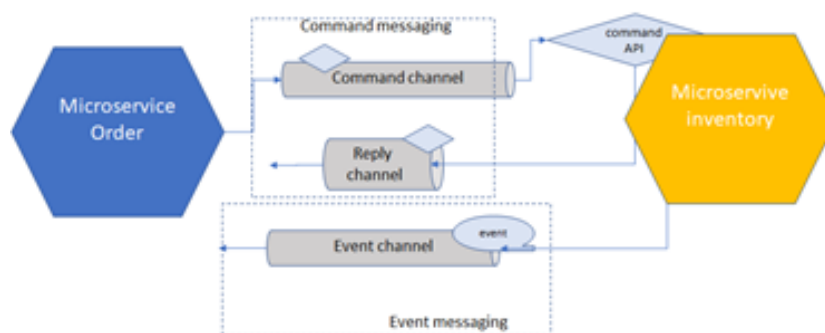 Command messaging
command
API
Microservice
Order
Command channel
Microservive
inventory
Reply
channel
event
Event channel
Event messaging